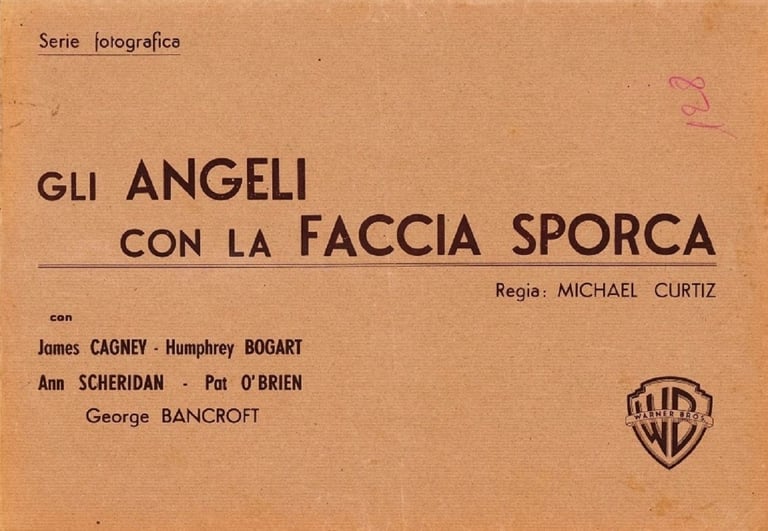 Serie fotografica
128
GLI ANGELI
CON LA FACCIA SPORCA
Regia: MICHAEL CURTIZ
con
James CAGNEY - Humphrey BOGART
Ann SCHERIDAN - Pat O'BRIEN
George BANCROFT
WB
WARNER BROS.